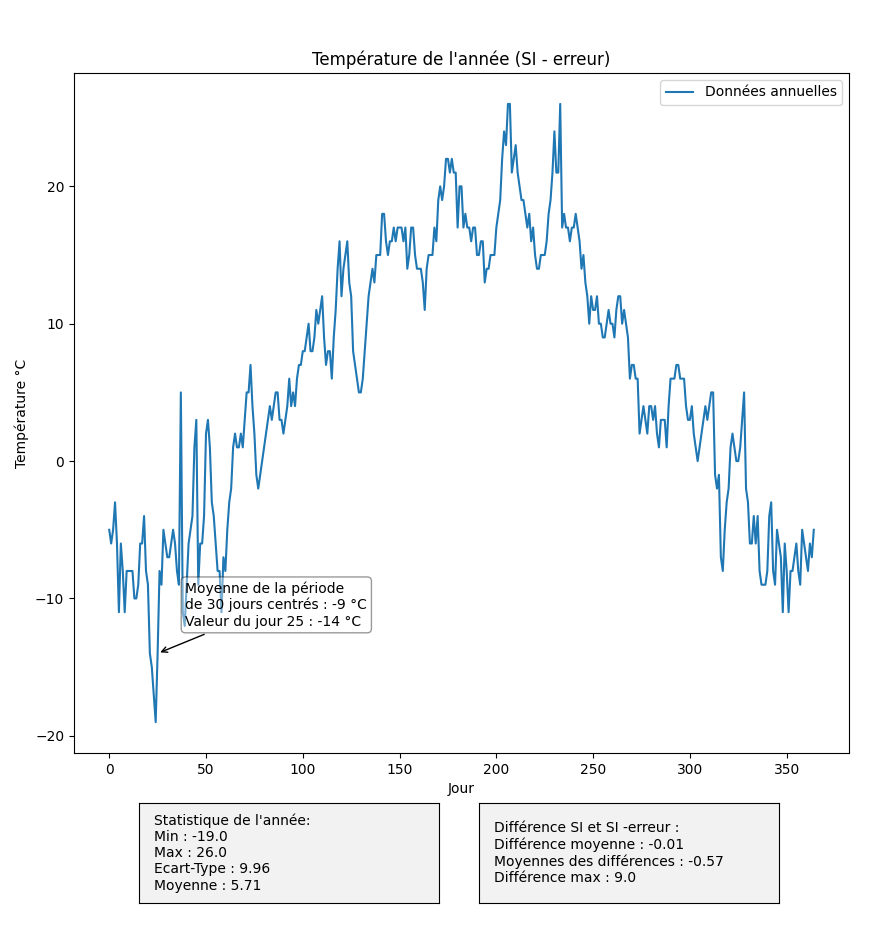 Température de l'année (SI - erreur)
Données annuelles
Température °C
20
10
0
−10
−20
Moyenne de la période
de 30 jours centrés : -9 °C
Valeur du jour 25 : -14 °C
0 50 100 150 200 250 300 350
Jour
Statistique de l'année:
Min : -19.0
Max : 26.0
Ecart-Type : 9.96
Moyenne : 5.71
Différence SI et SI -erreur :
Différence moyenne : -0.01
Moyennes des différences : -0.57
Différence max : 9.0